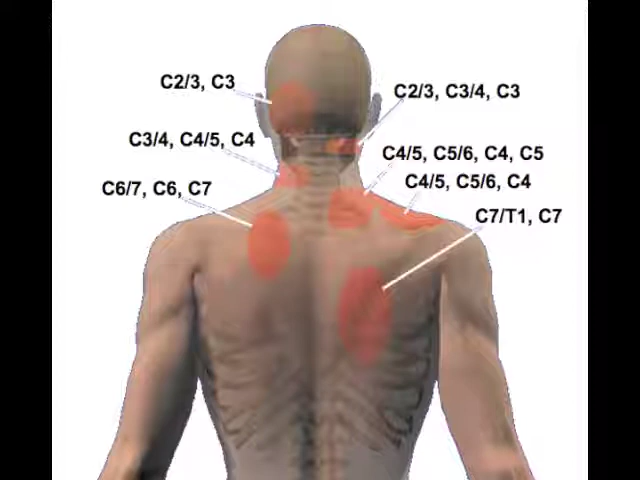 C2/3, C3
C2/3, C3/4, C3
C3/4, C4/5, C4
C4/5, C5/6, C4, C5
C4/5, C5/6, C4
C6/7, C6, C7
C7/T1, C7